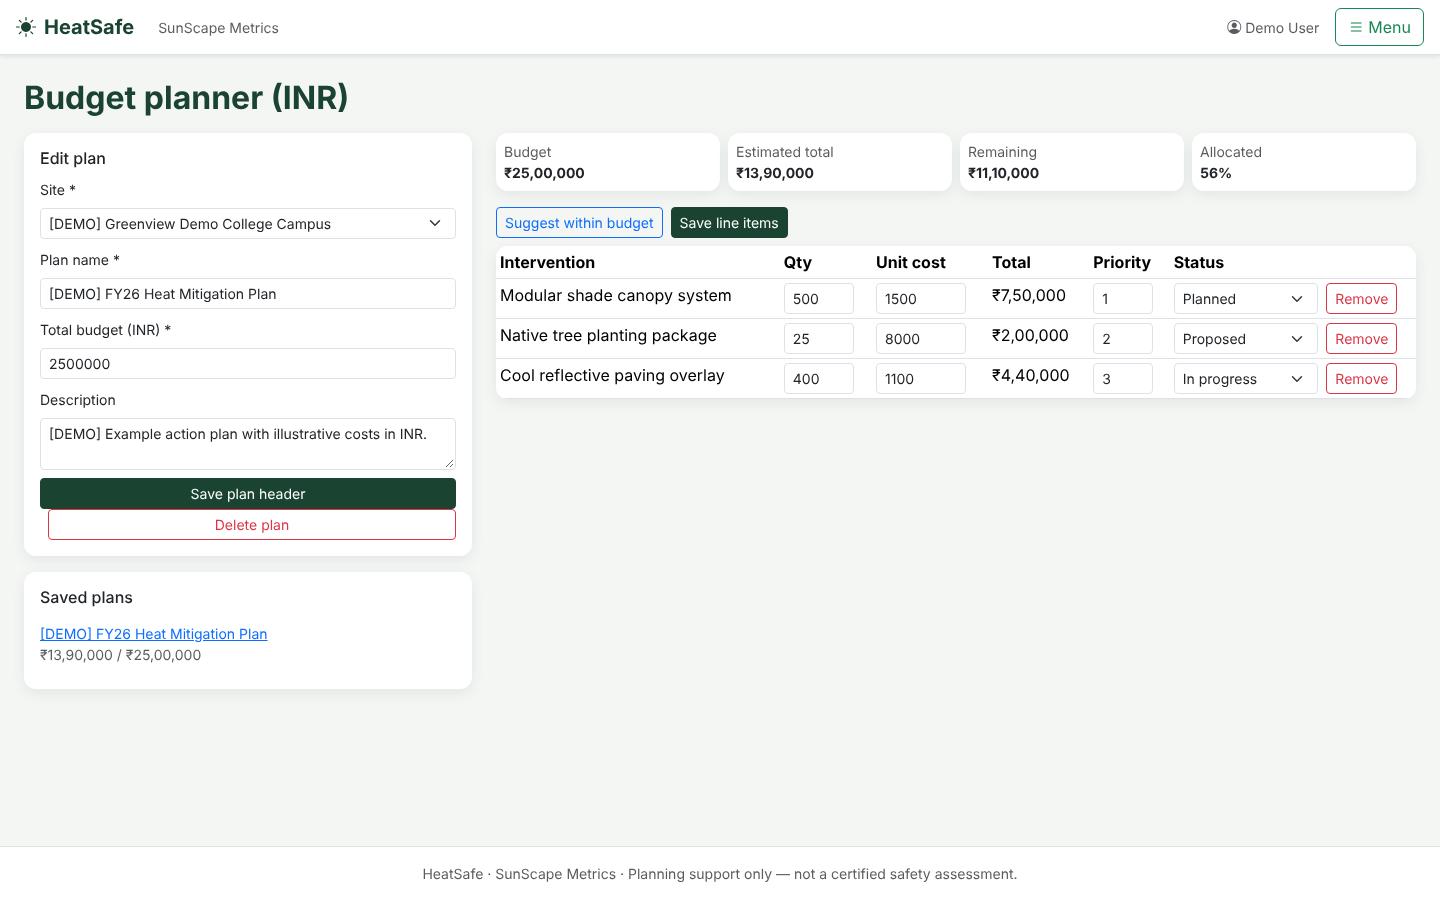 HeatSafe SunScape Metrics Demo User Menu
Budget planner (INR)
Edit plan
Site *
[DEMO] Greenview Demo College Campus
Plan name *
[DEMO] FY26 Heat Mitigation Plan
Total budget (INR) *
2500000
Description
[DEMO] Example action plan with illustrative costs in INR.
Save plan header
Delete plan
Saved plans
[DEMO] FY26 Heat Mitigation Plan
₹13,90,000 / ₹25,00,000
Budget Estimated total Remaining Allocated
₹25,00,000 ₹13,90,000 ₹11,10,000 56%
Suggest within budget Save line items
Intervention Qty Unit cost Total Priority Status
Modular shade canopy system 500 1500 ₹7,50,000 1 Planned Remove
Native tree planting package 25 8000 ₹2,00,000 2 Proposed Remove
Cool reflective paving overlay 400 1100 ₹4,40,000 3 In progress Remove
HeatSafe · SunScape Metrics · Planning support only — not a certified safety assessment.